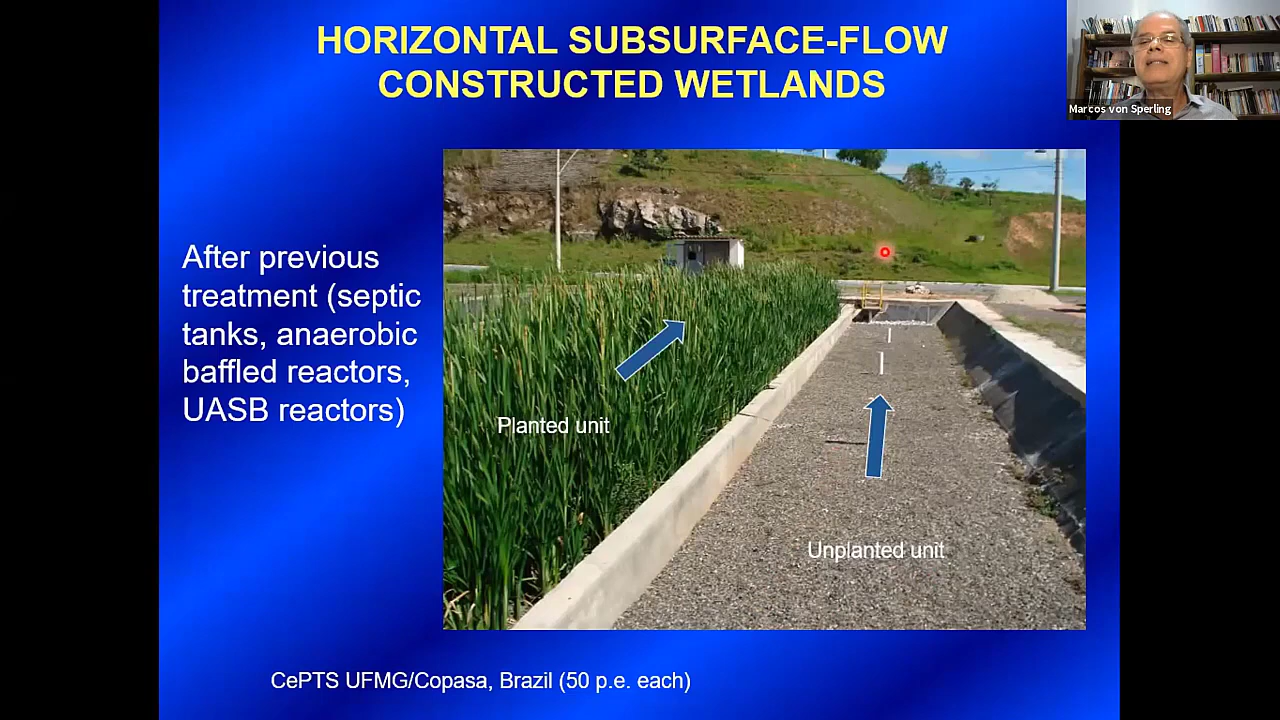 HORIZONTAL SUBSURFACE-FLOW
CONSTRUCTED WETLANDS
Marcos von Sperling
After previous
treatment (septic
tanks, anaerobic
baffled reactors,
UASB reactors)
Planted unit
Unplanted unit
CePTS UFMG/Copasa, Brazil (50 p.e. each)